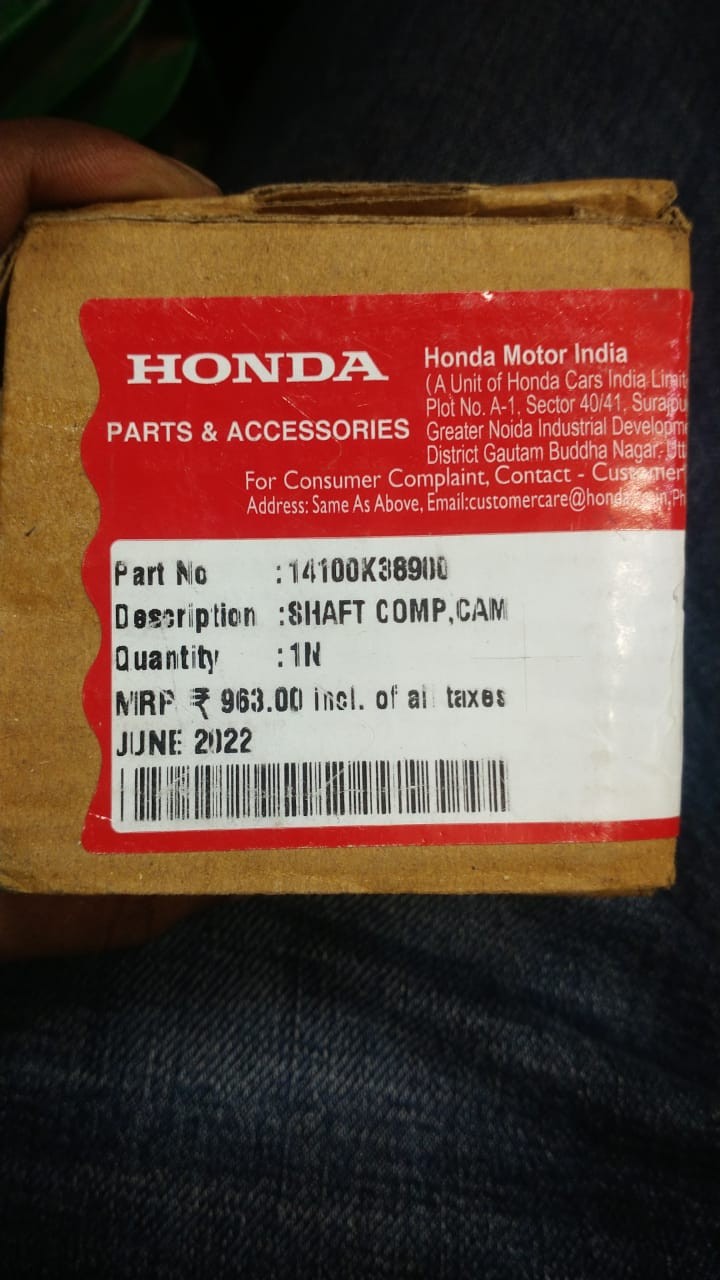 HONDA
PARTS & ACCESSORIES
Honda Motor India
(A Unit of Honda Cars India
Plot No. A-1, Sector 40/41,
Greater Noida Industrial
District Gautam Buddha Nagar,
For Consumer Complaint, Contact -
Address: Same As Above,
Part No :14100K38900
Description :SHAFT COMP,CAM
Quantity :1N
MRP ₹ 963.00 incl. of all taxes
JUNE 2022